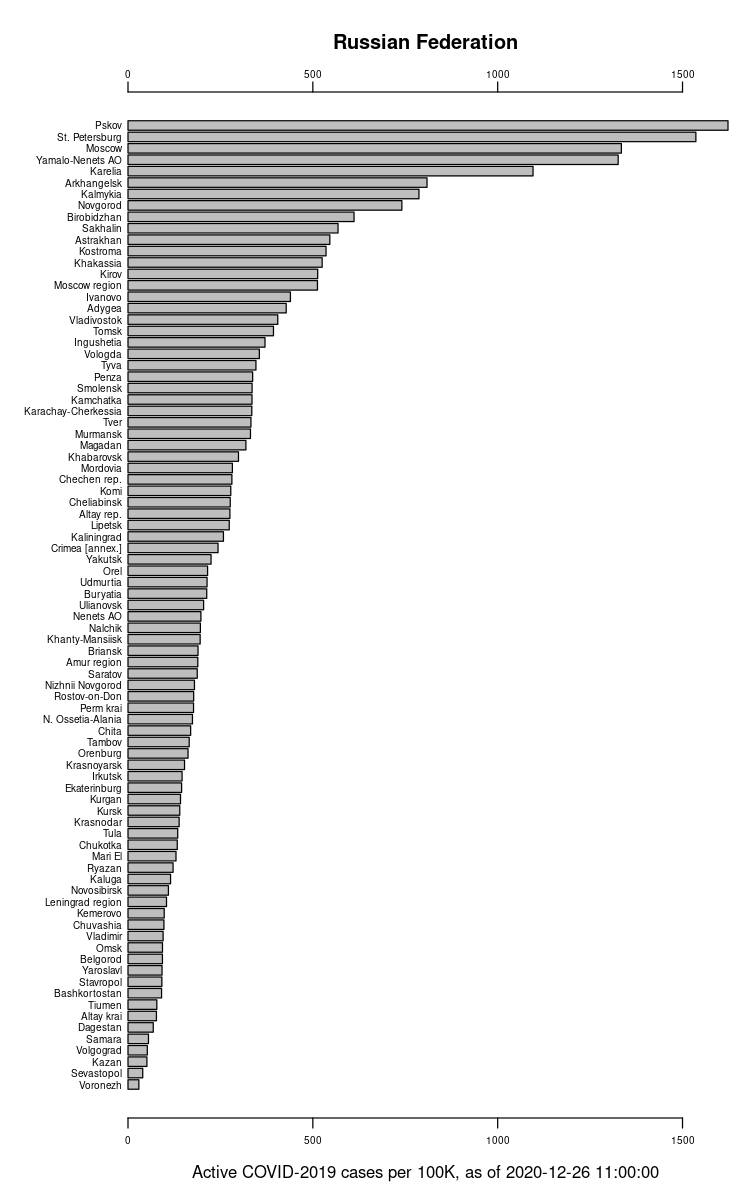 Russian Federation
0 500 1000 1500
Pskov
St. Petersburg
Moscow
Yamalo-Nenets AO
Karelia
Arkhangelsk
Kalmykia
Novgorod
Birobidzhan
Sakhalin
Astrakhan
Kostroma
Khakassia
Kirov
Moscow region
Ivanovo
Adygea
Vladivostok
Tomsk
Ingushetia
Vologda
Tyva
Penza
Smolensk
Kamchatka
Karachay-Cherkessia
Tver
Murmansk
Magadan
Khabarovsk
Mordovia
Chechen rep.
Komi
Cheliabinsk
Altay rep.
Lipetsk
Kaliningrad
Crimea [annex.]
Yakutsk
Orel
Udmurtia
Buryatia
Ulianovsk
Nenets AO
Nalchik
Khanty-Mansiisk
Briansk
Amur region
Saratov
Nizhnii Novgorod
Rostov-on-Don
Perm krai
N. Ossetia-Alania
Chita
Tambov
Orenburg
Krasnoyarsk
Irkutsk
Ekaterinburg
Kurgan
Kursk
Krasnodar
Tula
Chukotka
Mari El
Ryazan
Kaluga
Novosibirsk
Leningrad region
Kemerovo
Chuvashia
Vladimir
Omsk
Belgorod
Yaroslavl
Stavropol
Bashkortostan
Tiumen
Altay krai
Dagestan
Samara
Volgograd
Kazan
Sevastopol
Voronezh
0 500 1000 1500
Active COVID-2019 cases per 100K, as of 2020-12-26 11:00:00